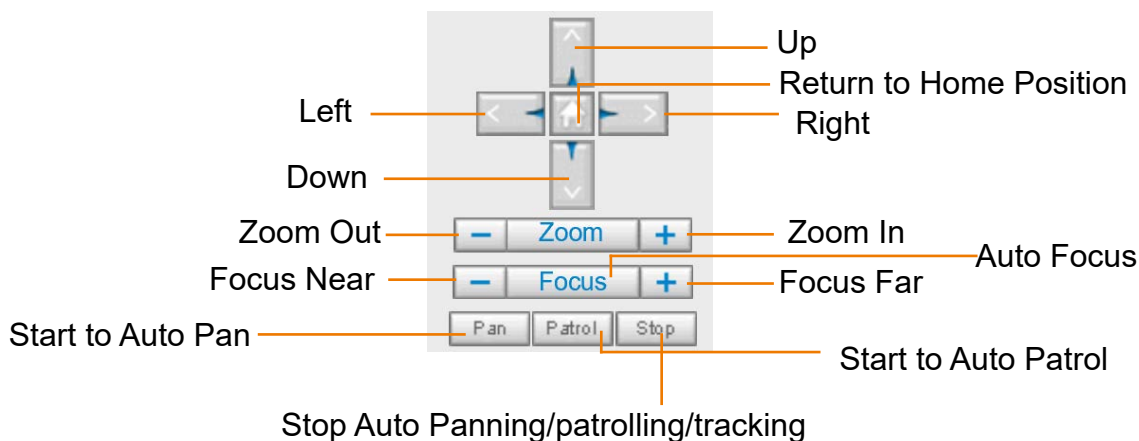 Up
Return to Home Position
Left
Right
Down
Zoom Out
Zoom
Zoom In
Auto Focus
Focus Near
Focus
Focus Far
Pan
Patrol
Stop
Start to Auto Pan
Start to Auto Patrol
Stop Auto Panning/patrolling/tracking